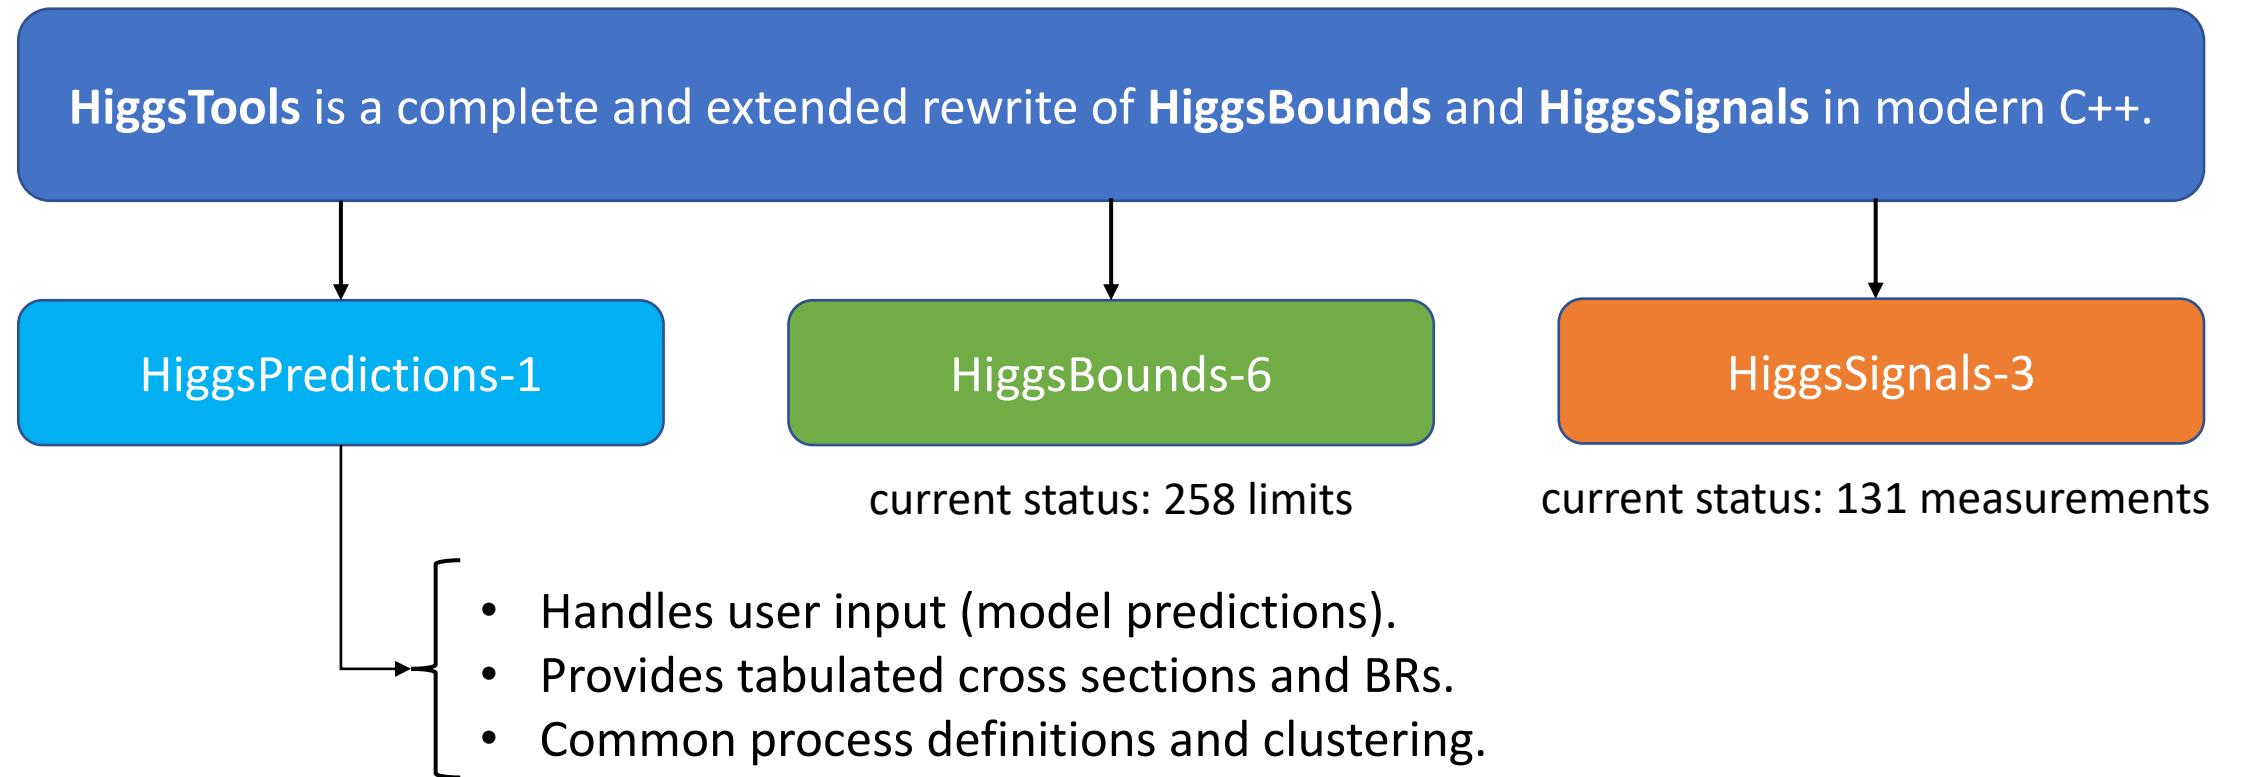 HiggsTools is a complete and extended rewrite of HiggsBounds and HiggsSignals in modern C++.
HiggsPredictions-1
HiggsBounds-6
HiggsSignals-3
current status: 258 limits
current status: 131 measurements
• Handles user input (model predictions).
• Provides tabulated cross sections and BRs.
• Common process definitions and clustering.